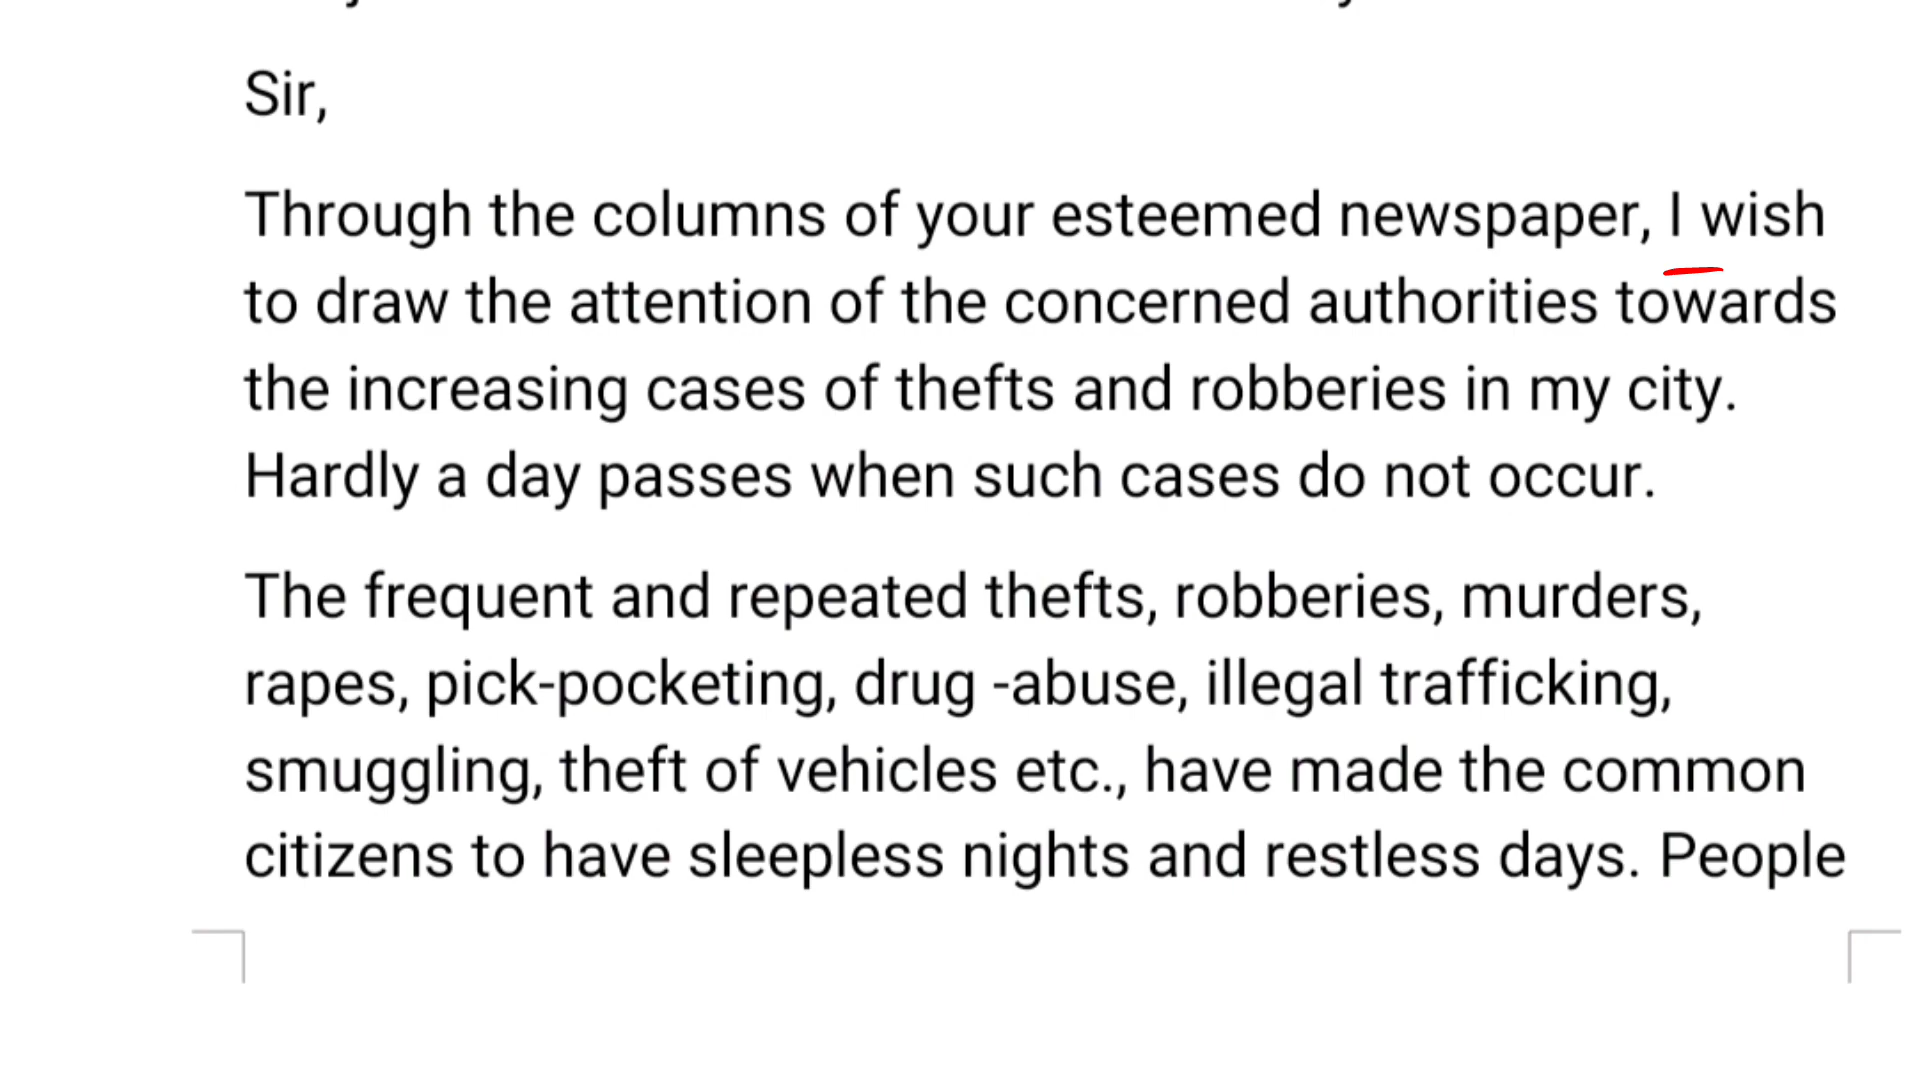 Sir,
Through the columns of your esteemed newspaper, I wish
to draw the attention of the concerned authorities towards
the increasing cases of thefts and robberies in my city.
Hardly a day passes when such cases do not occur.
The frequent and repeated thefts, robberies, murders,
rapes, pick-pocketing, drug -abuse, illegal trafficking,
smuggling, theft of vehicles etc., have made the common
citizens to have sleepless nights and restless days. People